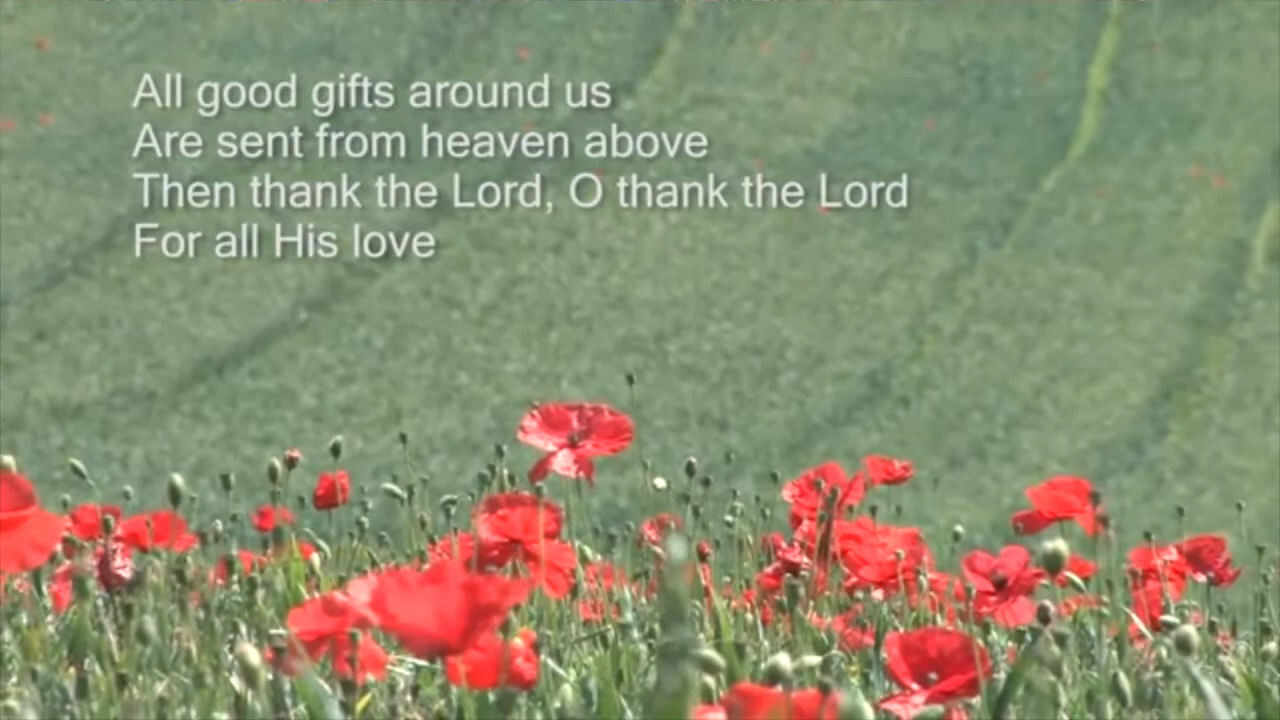 All good gifts around us
Are sent from heaven above
Then thank the Lord, O thank the Lord
For all His love